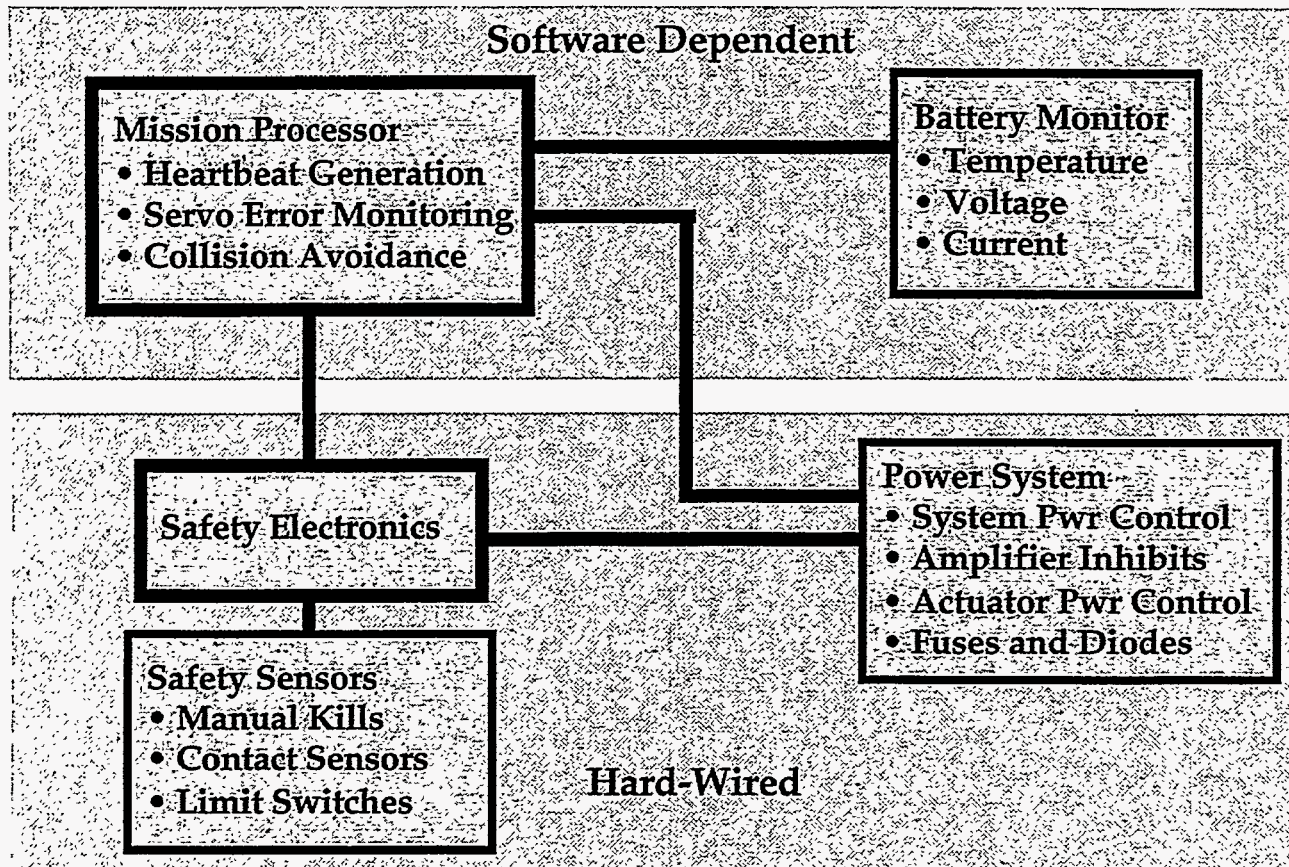 Software Dependent
Mission Processor
• Heartbeat Generation
• Servo Error Monitoring
• Collision Avoidance
Battery Monitor
• Temperature
• Voltage
• Current
Safety Electronics
Power System
• System Pwr Control
• Amplifier Inhibits
• Actuator Pwr Control
• Fuses and Diodes
Safety Sensors
• Manual Kills
• Contact Sensors
• Limit Switches
Hard-Wired